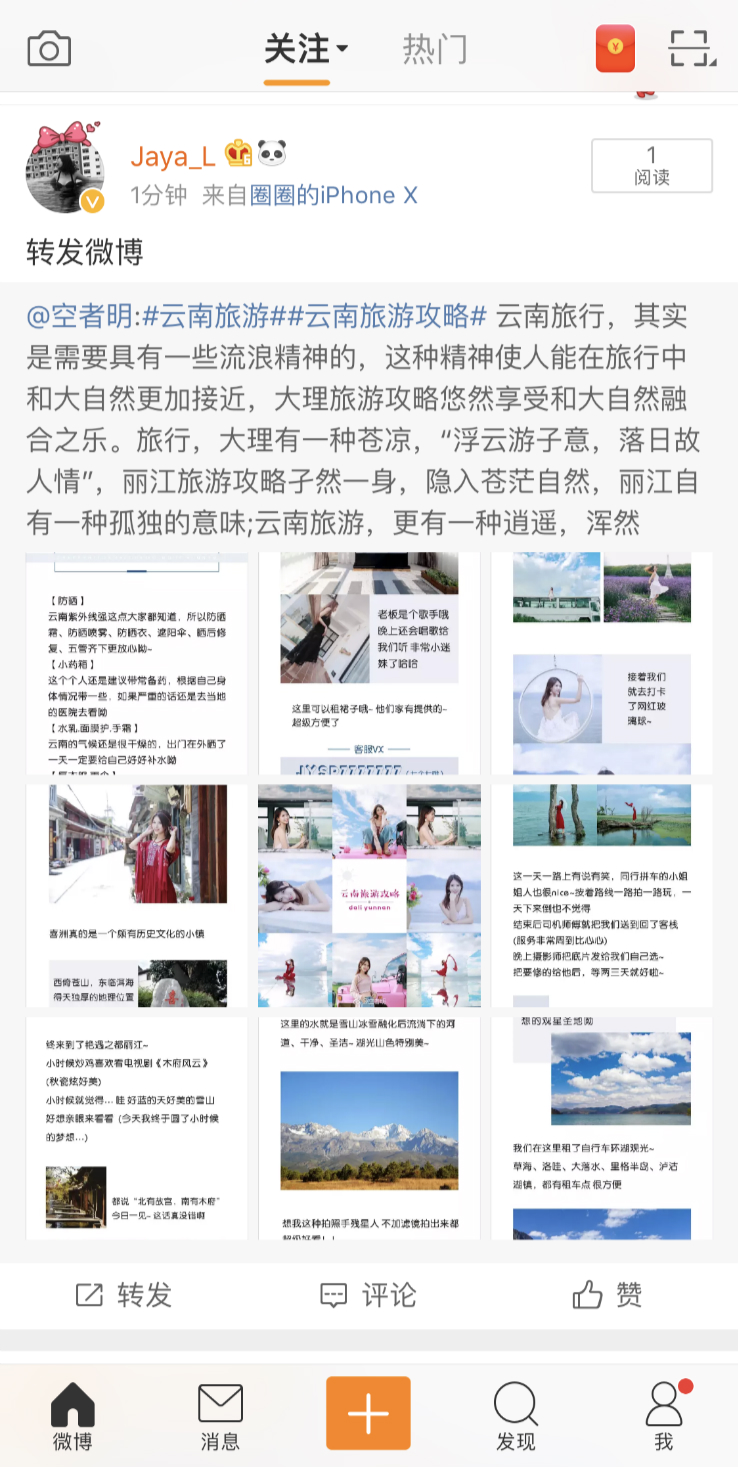 关注
热门
Jaya_L
1分钟 来自圈圈的iPhone X
1
阅读
转发微博
@空者明:#云南旅游##云南旅游攻略# 云南旅行，其实
是需要具有一些流浪精神的，这种精神使人能在旅行中
和大自然更加接近，大理旅游攻略悠然享受和大自然融
合之乐。旅行，大理有一种苍凉，“浮云游子意，落日故
人情”，丽江旅游攻略孑然一身，隐入苍茫自然，丽江自
有一种孤独的意味;云南旅游，更有一种逍遥，浑然
【防晒】
云南紫外线强这点大家都知道，所以防晒
霜、防晒喷雾、防晒衣、遮阳伞、晒后修
复、五管齐下更放心呦~
【小药箱】
这个个人还是建议带常备药，根据自己身
体情况带一些，如果严重的话还是去当地
的医院去看呦
【水乳.面膜护.手霜】
云南的气候还是很干燥的，出门在外晒了
一天一定要给自己好好补水呦
老板是个歌手哦
晚上还会唱歌给
我们听 非常小迷
妹了哈哈
这里可以租裙子哦~ 他们家有提供的~
超级方便了
客服VX
接着我们
就去打卡
了网红玻
璃球~
喜洲真的是一个颇有历史文化的小镇
西倚苍山，东临洱海
得天独厚的地理位置
云南旅游攻略
dali yunnan
这一天一路上有说有笑，同行拼车的小姐
姐人也很nice~按着路线一路拍一路玩，一
天下来倒也不觉得
结束后司机师傅就把我们送到回了客栈
(服务非常周到比心心)
晚上摄影师把底片发给我们自己选~
把要修的给他后，等两三天就好啦~
终来到了艳遇之都丽江~
小时候炒鸡喜欢看电视剧《木府风云》
(秋瓷炫好美)
小时候就觉得... 哇 好蓝的天好美的雪山
好想亲眼来看看 (今天我终于圆了小时候
的梦想...)
都说“北有故宫，南有木府”
今日一见~ 这话真没错啊
这里的水就是雪山冰雪融化后流淌下的河
道、干净、圣洁~ 湖光山色特别美~
想我这种拍照手残星人 不加滤镜拍出来都
想的观星圣地呦
我们在这里租了自行车环湖观光~
草海、洛哇、大落水、里格半岛、泸沽
湖镇，都有租车点 很方便
转发
评论
赞
微博
消息
发现
我